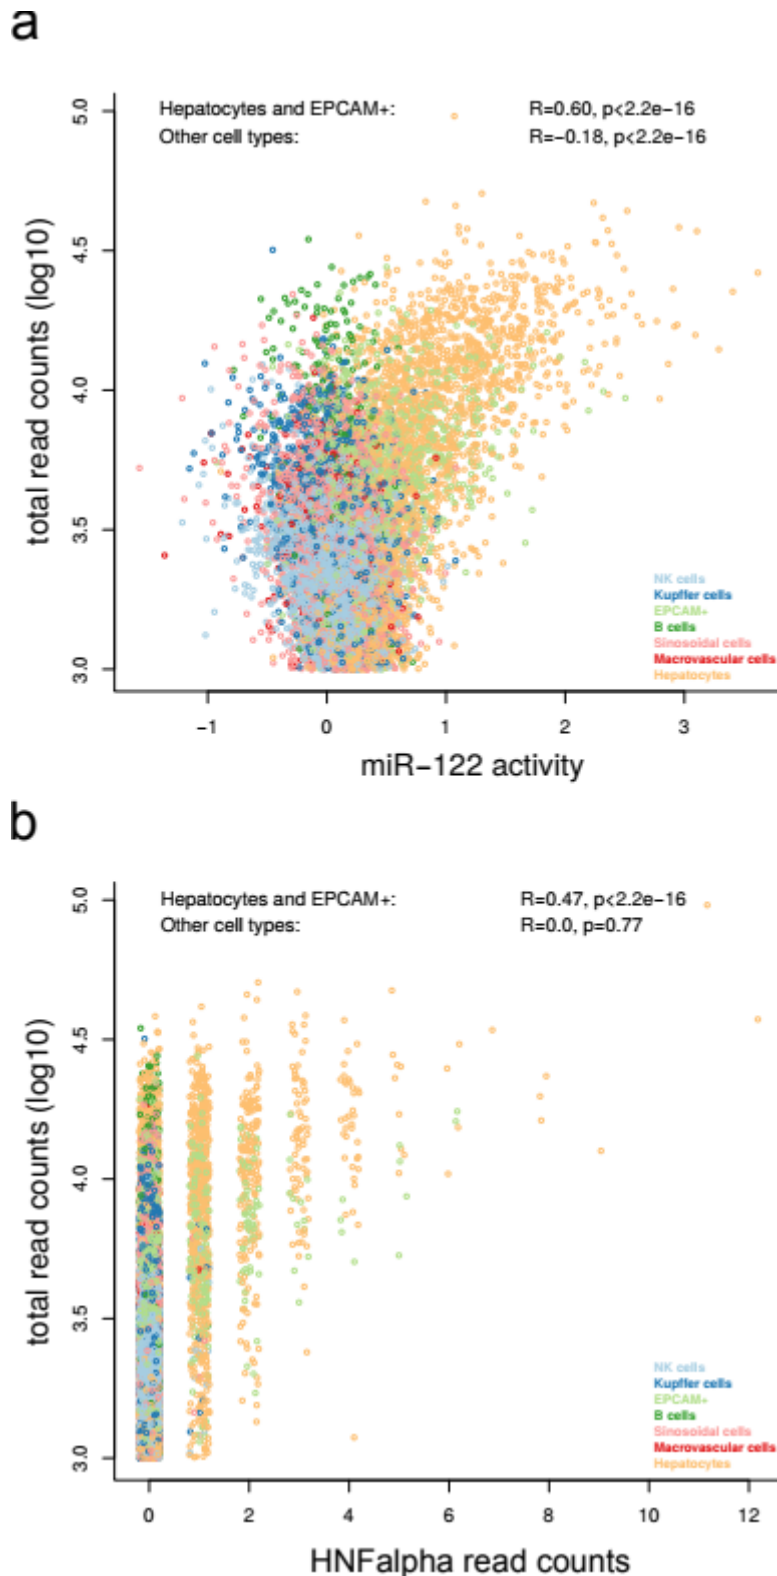 a
Hepatocytes and EPCAM+: R=0.60, p<2.2e−16
Other cell types: R=−0.18, p<2.2e−16
total read counts (log10)
5.0
4.5
4.0
3.5
3.0
NK cells
Kupffer cells
EPCAM+
B cells
Sinosoidal cells
Macrovascular cells
Hepatocytes
−1 0 1 2 3
miR−122 activity
b
Hepatocytes and EPCAM+: R=0.47, p<2.2e−16
Other cell types: R=0.0, p=0.77
total read counts (log10)
5.0
4.5
4.0
3.5
3.0
NK cells
Kupffer cells
EPCAM+
B cells
Sinosoidal cells
Macrovascular cells
Hepatocytes
0 2 4 6 8 10 12
HNFalpha read counts